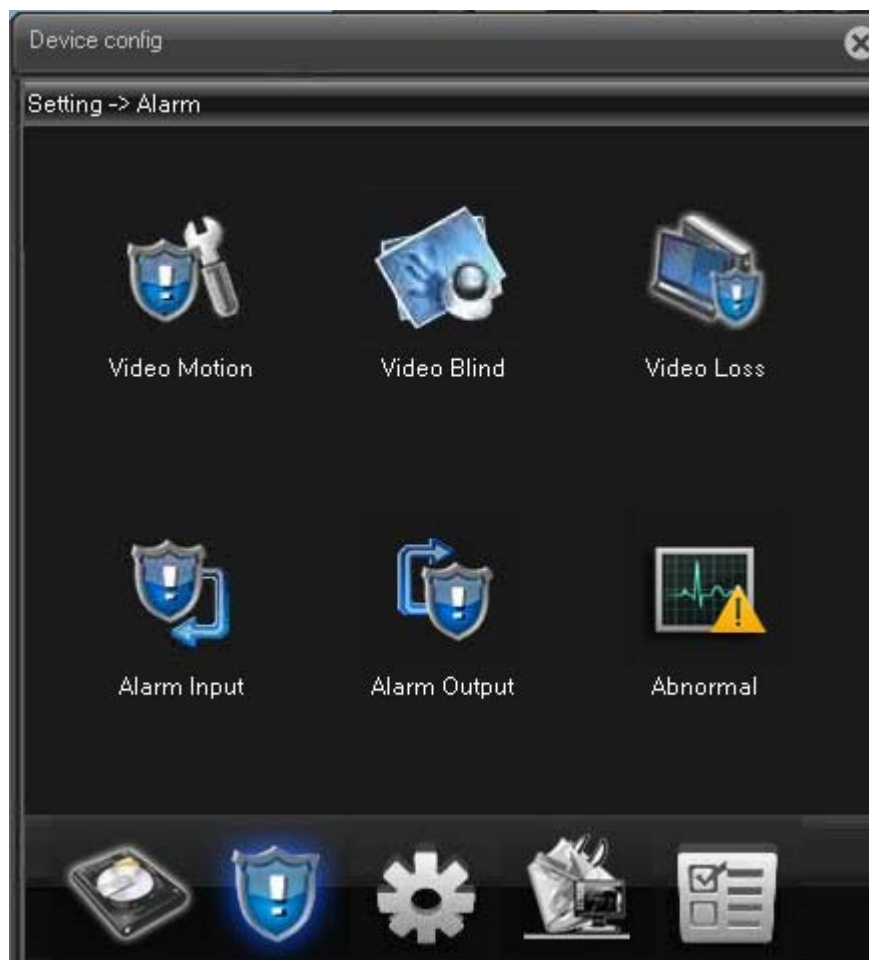 Device config
Setting -> Alarm
Video Motion Video Blind Video Loss
Alarm Input Alarm Output Abnormal